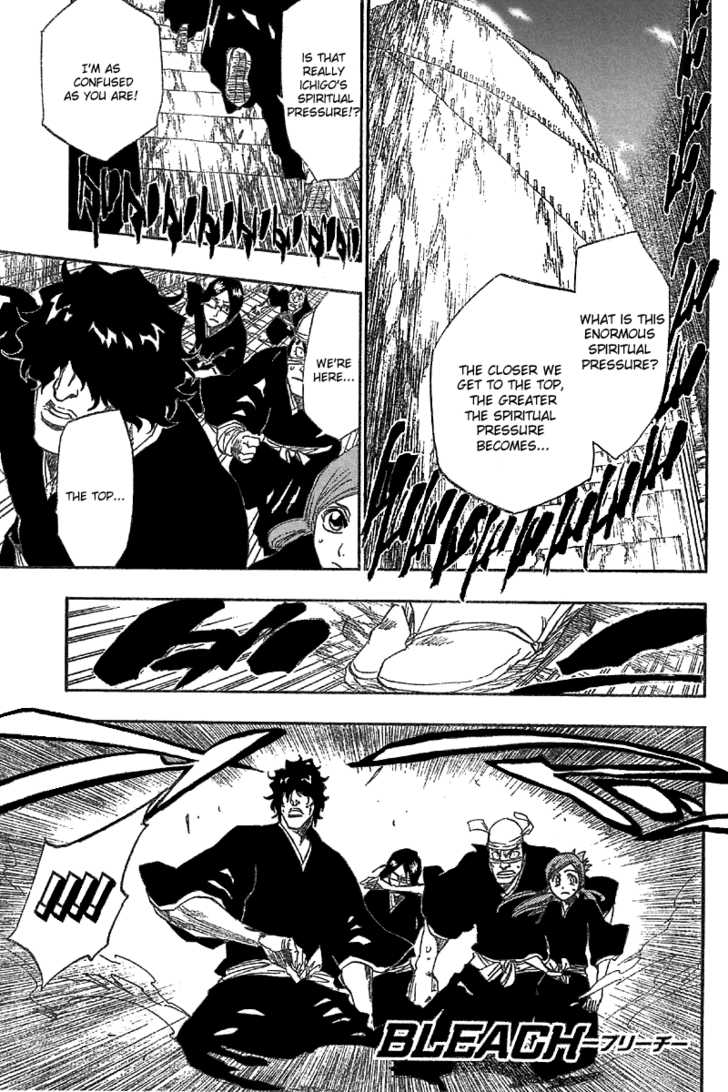 WHAT IS THIS
ENORMOUS
SPIRITUAL
PRESSURE?
THE CLOSER WE
GET TO THE TOP,
THE GREATER
THE SPIRITUAL
PRESSURE
BECOMES...
IS THAT
REALLY
ICHIGO'S
SPIRITUAL
PRESSURE!?
I'M AS
CONFUSED
AS YOU ARE!
WE'RE
HERE...
THE TOP...
!!!!!
BLEACH—ブリーチ—